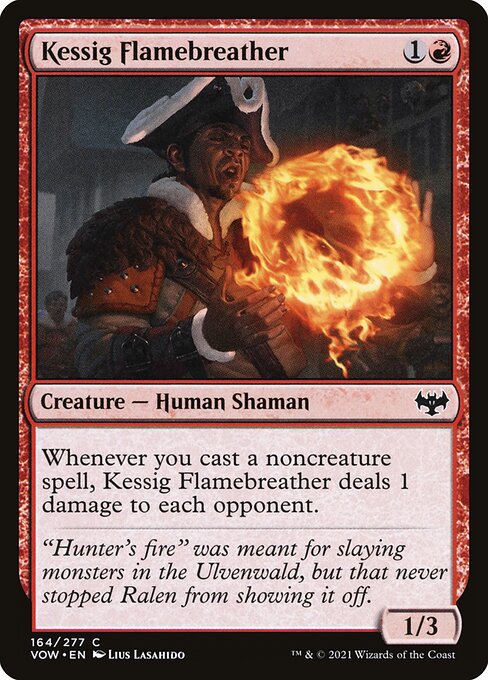 Kessig Flamebreather 1
Creature — Human Shaman
Whenever you cast a noncreature
spell, Kessig Flamebreather deals 1
damage to each opponent.
“Hunter’s fire” was meant for slaying
monsters in the Ulvenwald, but that never
stopped Ralen from showing it off.
1/3
164/277 C
VOW • EN Lius Lasahido ™ & © 2021 Wizards of the Coast